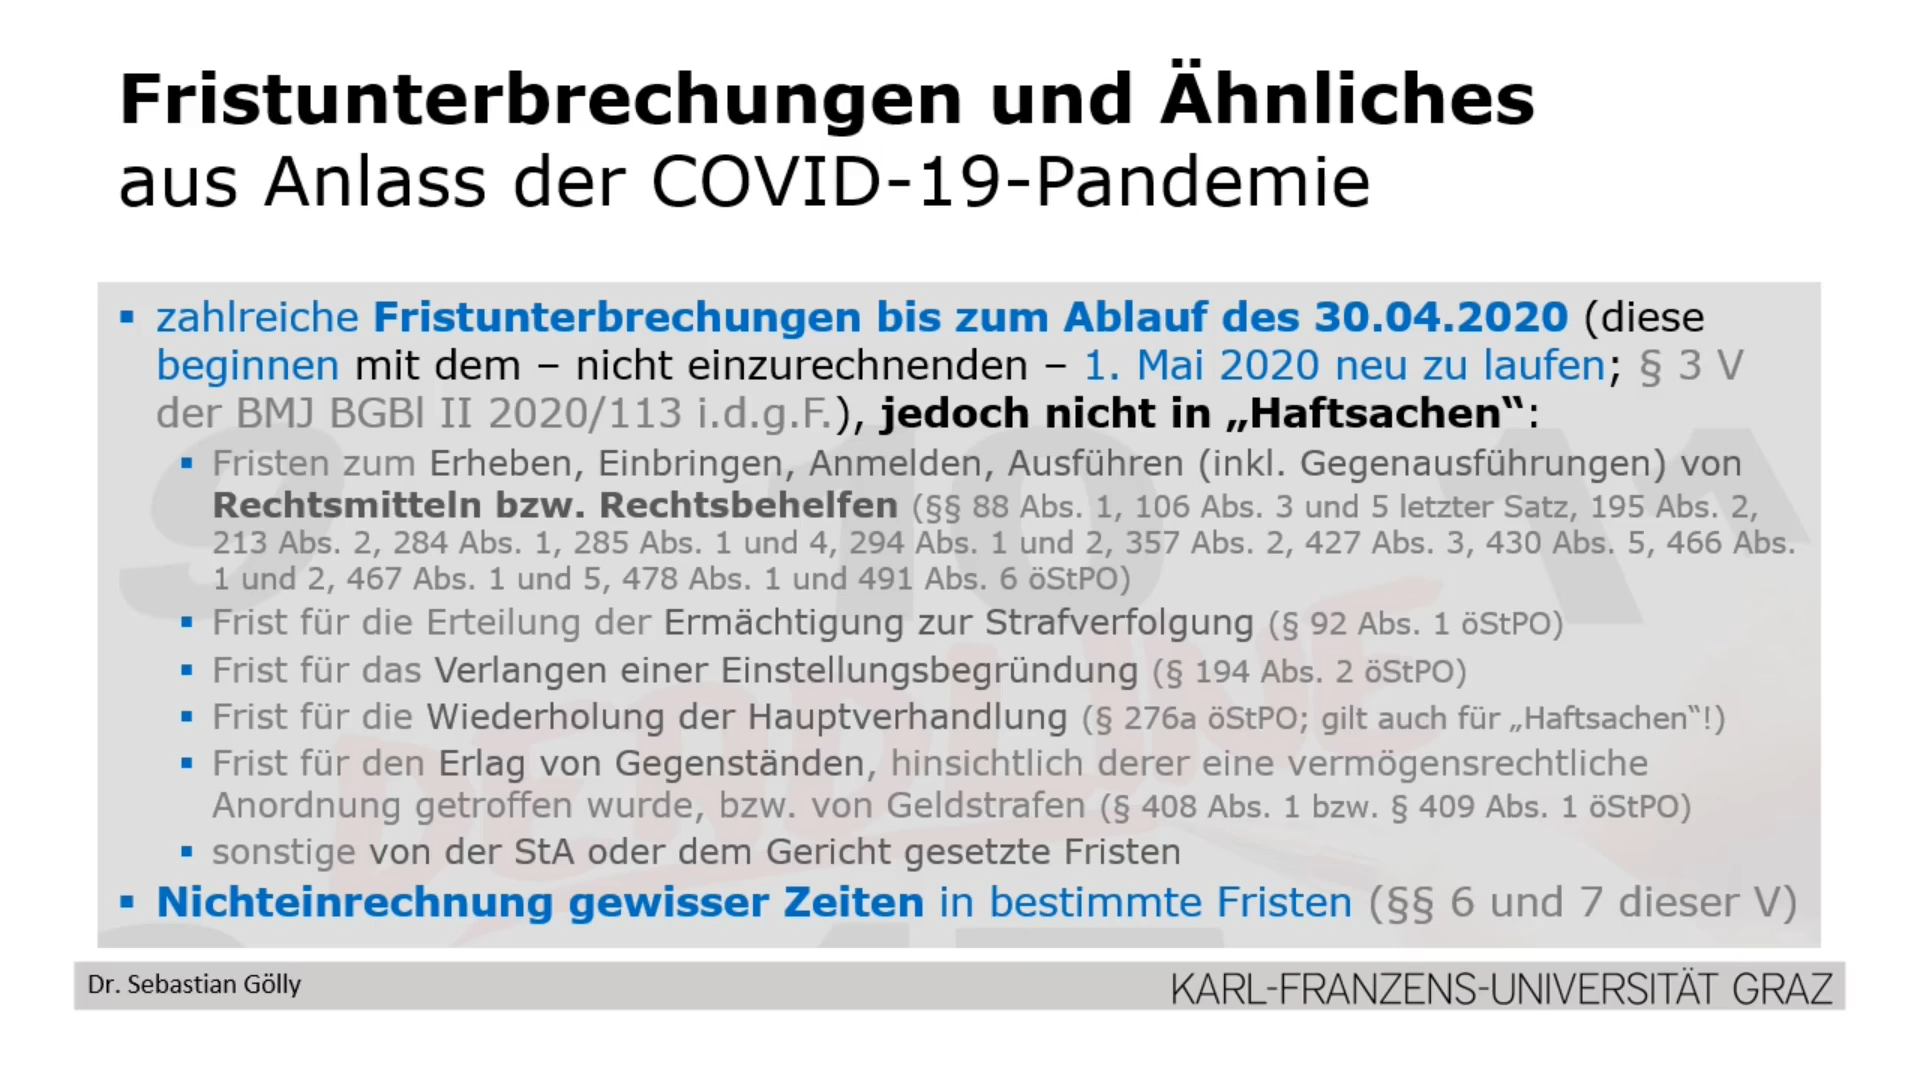 Fristunterbrechungen und Ähnliches
aus Anlass der COVID-19-Pandemie
▪ zahlreiche Fristunterbrechungen bis zum Ablauf des 30.04.2020 (diese
beginnen mit dem – nicht einzurechnenden – 1. Mai 2020 neu zu laufen; § 3 V
der BMJ BGBl II 2020/113 i.d.g.F.), jedoch nicht in „Haftsachen“:
▪ Fristen zum Erheben, Einbringen, Anmelden, Ausführen (inkl. Gegenausführungen) von
Rechtsmitteln bzw. Rechtsbehelfen (§§ 88 Abs. 1, 106 Abs. 3 und 5 letzter Satz, 195 Abs. 2,
213 Abs. 2, 284 Abs. 1, 285 Abs. 1 und 4, 294 Abs. 1 und 2, 357 Abs. 2, 427 Abs. 3, 430 Abs. 5, 466 Abs.
1 und 2, 467 Abs. 1 und 5, 478 Abs. 1 und 491 Abs. 6 öStPO)
▪ Frist für die Erteilung der Ermächtigung zur Strafverfolgung (§ 92 Abs. 1 öStPO)
▪ Frist für das Verlangen einer Einstellungsbegründung (§ 194 Abs. 2 öStPO)
▪ Frist für die Wiederholung der Hauptverhandlung (§ 276a öStPO; gilt auch für „Haftsachen“!)
▪ Frist für den Erlag von Gegenständen, hinsichtlich derer eine vermögensrechtliche
Anordnung getroffen wurde, bzw. von Geldstrafen (§ 408 Abs. 1 bzw. § 409 Abs. 1 öStPO)
▪ sonstige von der StA oder dem Gericht gesetzte Fristen
▪ Nichteinrechnung gewisser Zeiten in bestimmte Fristen (§§ 6 und 7 dieser V)
9 10 11
DEADLINE
Dr. Sebastian Gölly
KARL-FRANZENS-UNIVERSITÄT GRAZ